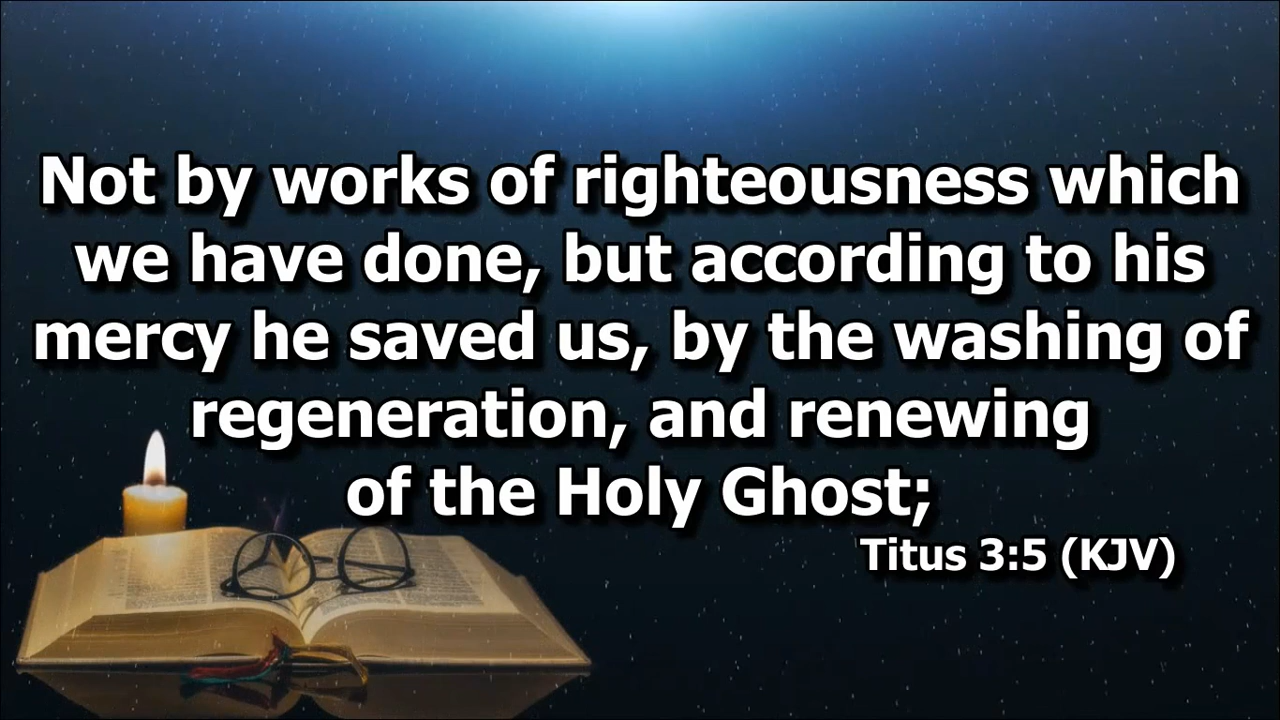 Not by works of righteousness which
we have done, but according to his
mercy he saved us, by the washing of
regeneration, and renewing
of the Holy Ghost;
Titus 3:5 (KJV)